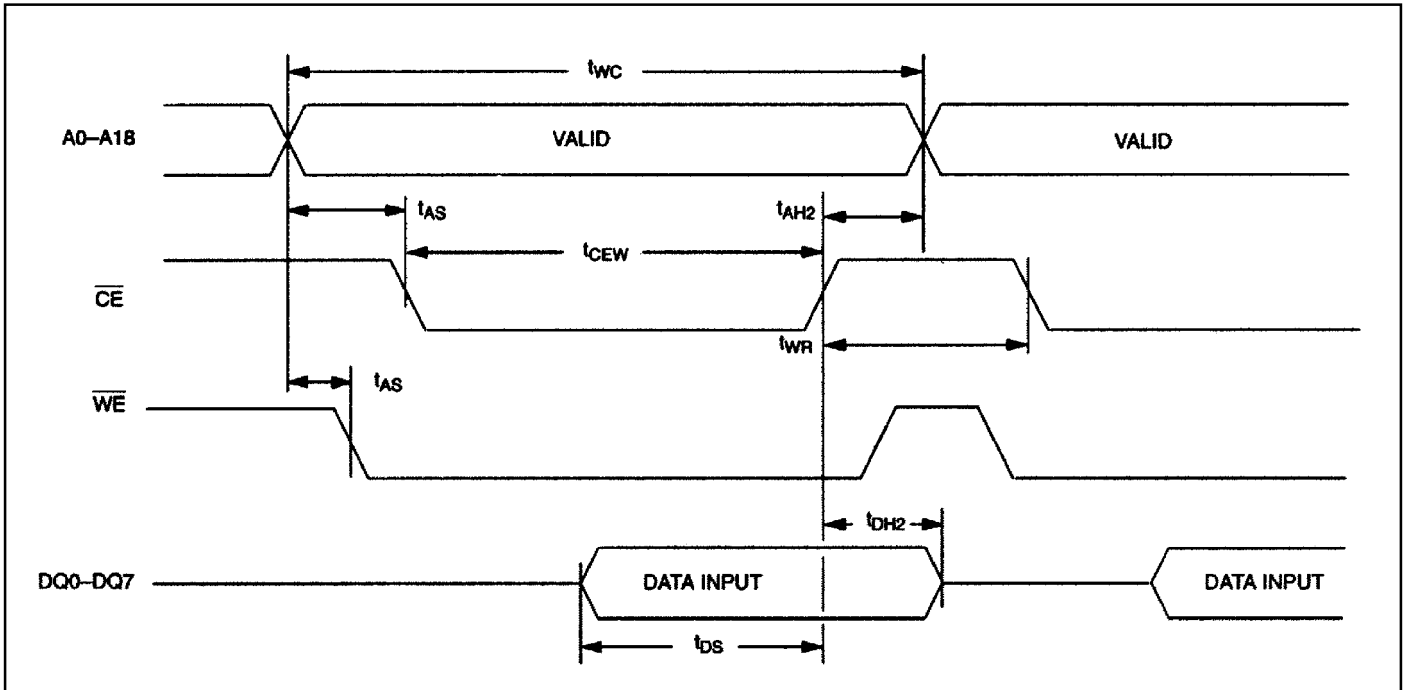 tWC
A0–A18
VALID
VALID
tAS
tAH2
tCEW
CE
tWR
tAS
WE
tDH2
DQ0–DQ7
DATA INPUT
DATA INPUT
tDS